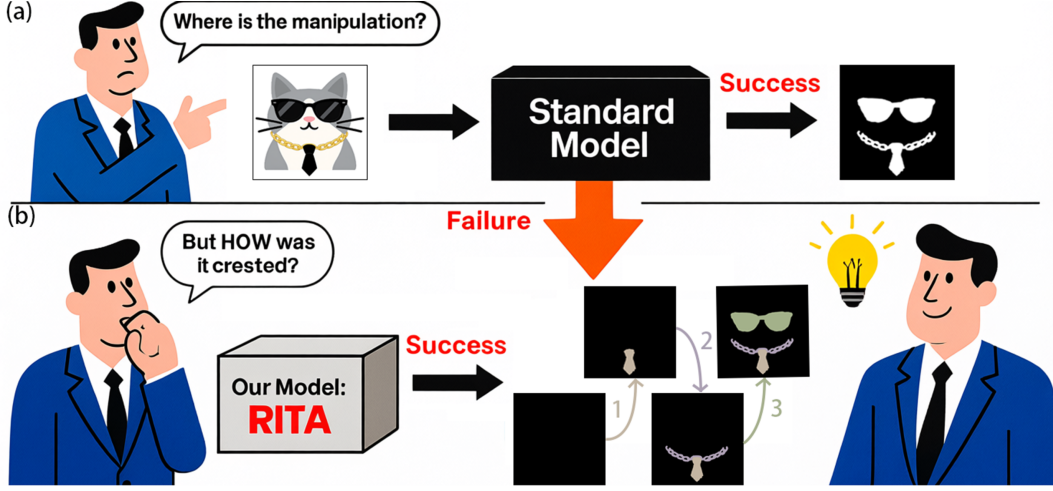 (a)
Where is the manipulation?
Standard
Model
Success
(b)
Failure
But HOW was
it crested?
Our Model:
RITA
Success
1
2
3